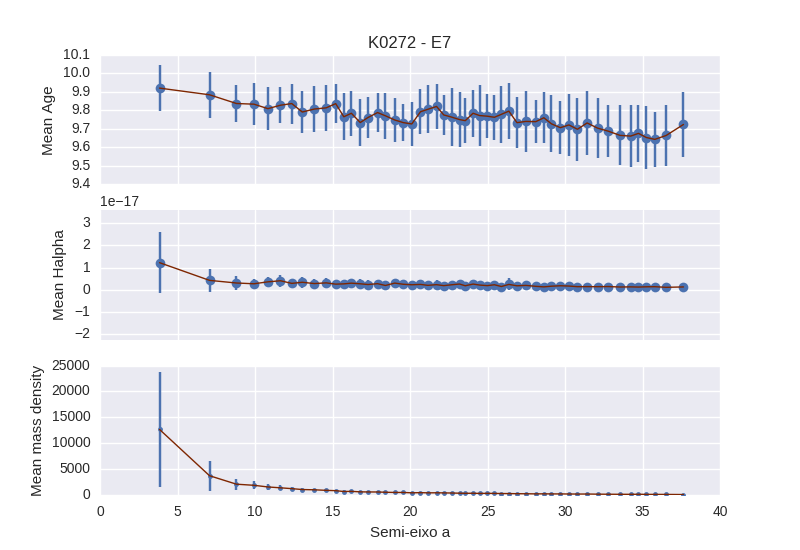 K0272 - E7
Mean Age
10.1
10.0
9.9
9.8
9.7
9.6
9.5
9.4
1e−17
Mean Halpha
3
2
1
0
−1
−2
Mean mass density
25000
20000
15000
10000
5000
0
0 5 10 15 20 25 30 35 40
Semi-eixo a